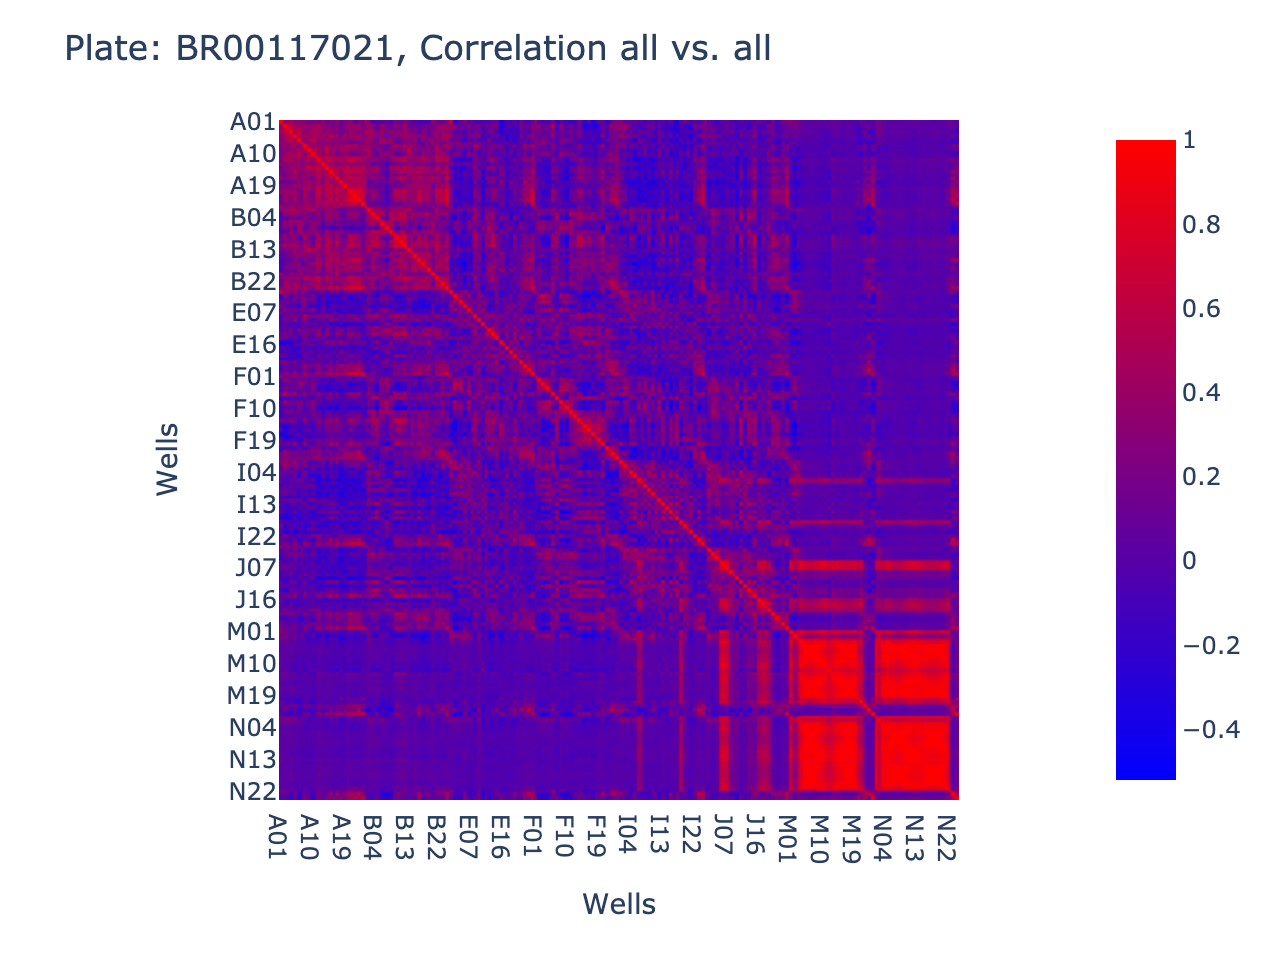 Plate: BR00117021, Correlation all vs. all
A01
A10
A19
B04
B13
B22
E07
E16
F01
F10
F19
I04
I13
I22
J07
J16
M01
M10
M19
N04
N13
N22
Wells
A01
A10
A19
B04
B13
B22
E07
E16
F01
F10
F19
I04
I13
I22
J07
J16
M01
M10
M19
N04
N13
N22
Wells
1
0.8
0.6
0.4
0.2
0
−0.2
−0.4